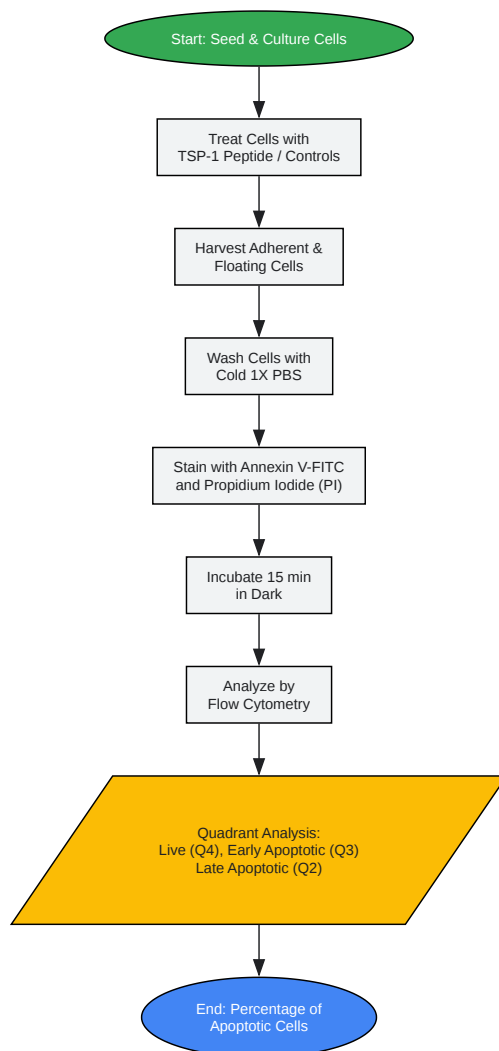 Start: Seed & Culture Cells
Treat Cells with
TSP-1 Peptide / Controls
Harvest Adherent &
Floating Cells
Wash Cells with
Cold 1X PBS
Stain with Annexin V-FITC
and Propidium Iodide (PI)
Incubate 15 min
in Dark
Analyze by
Flow Cytometry
Quadrant Analysis:
Live (Q4), Early Apoptotic (Q3)
Late Apoptotic (Q2)
End: Percentage of
Apoptotic Cells